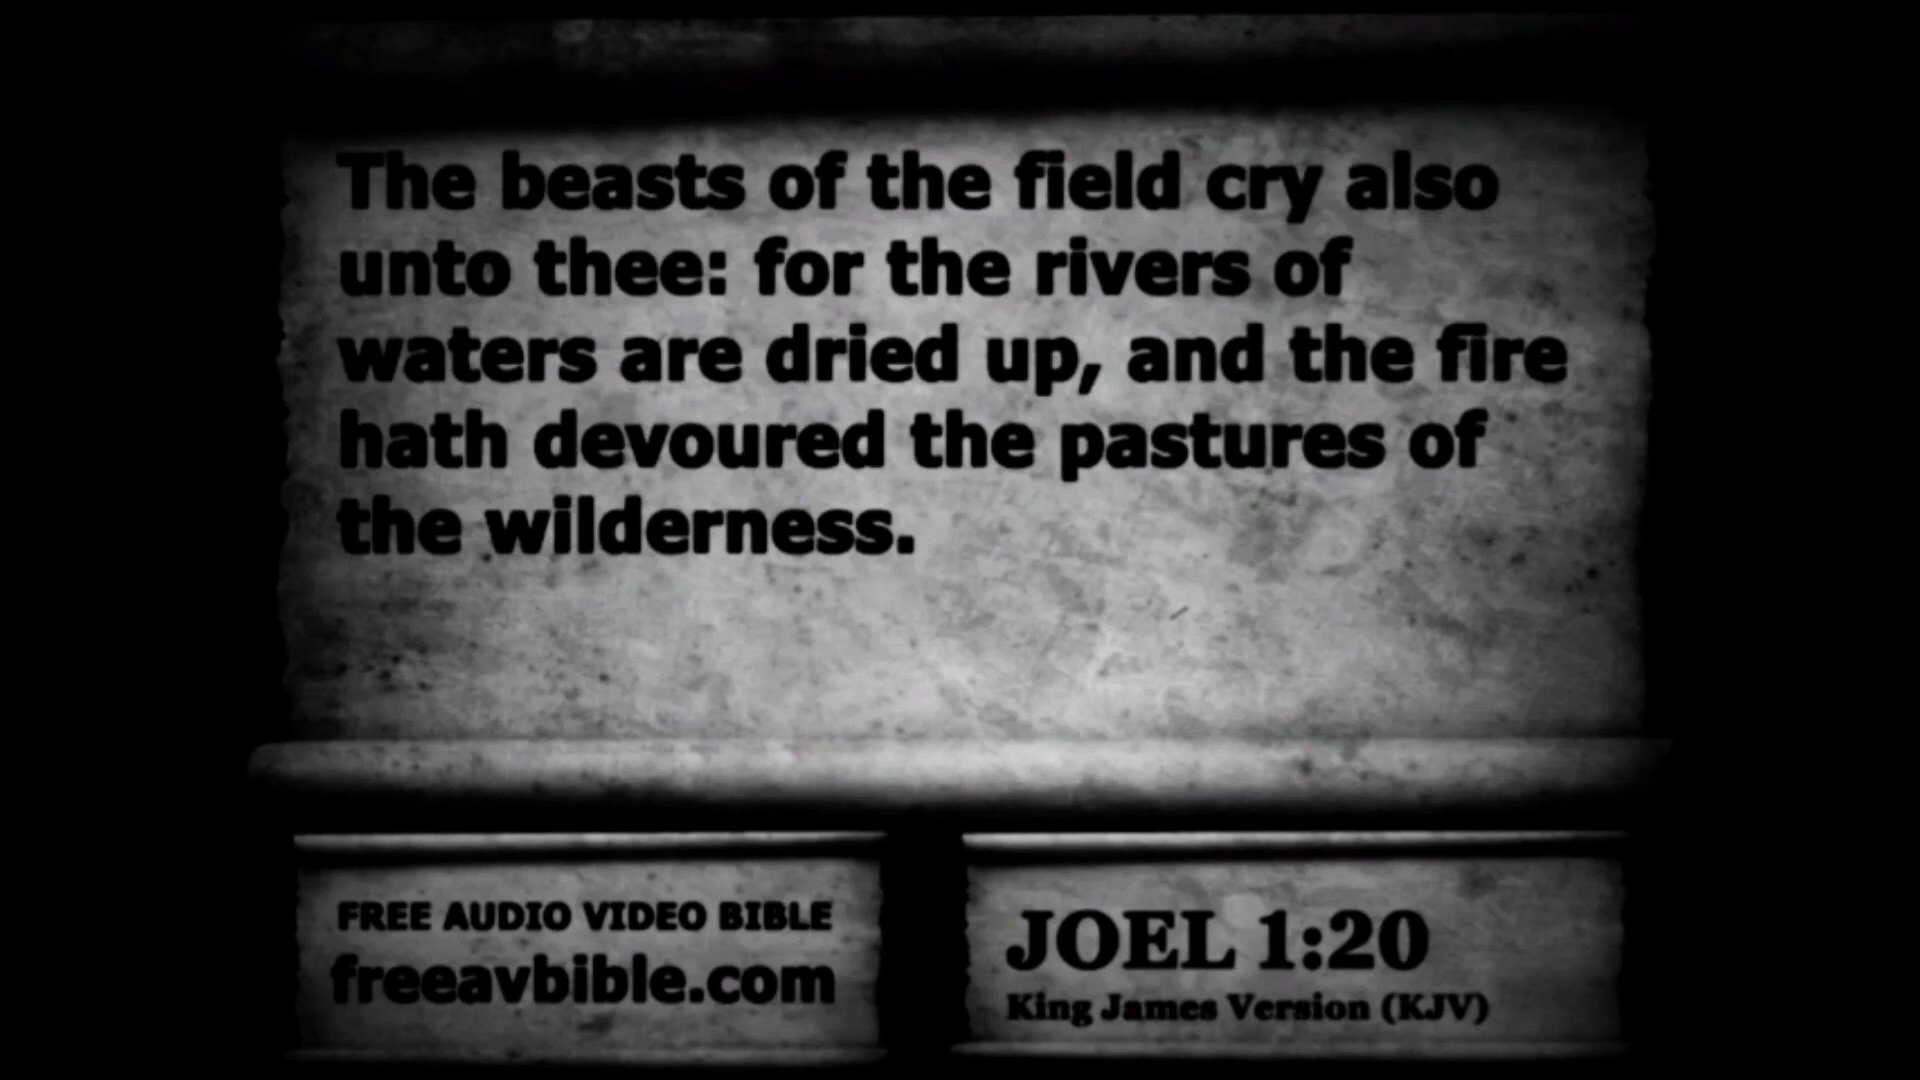 The beasts of the field cry also
unto thee: for the rivers of
waters are dried up, and the fire
hath devoured the pastures of
the wilderness.
FREE AUDIO VIDEO BIBLE
freeavbible.com
JOEL 1:20
King James Version (KJV)